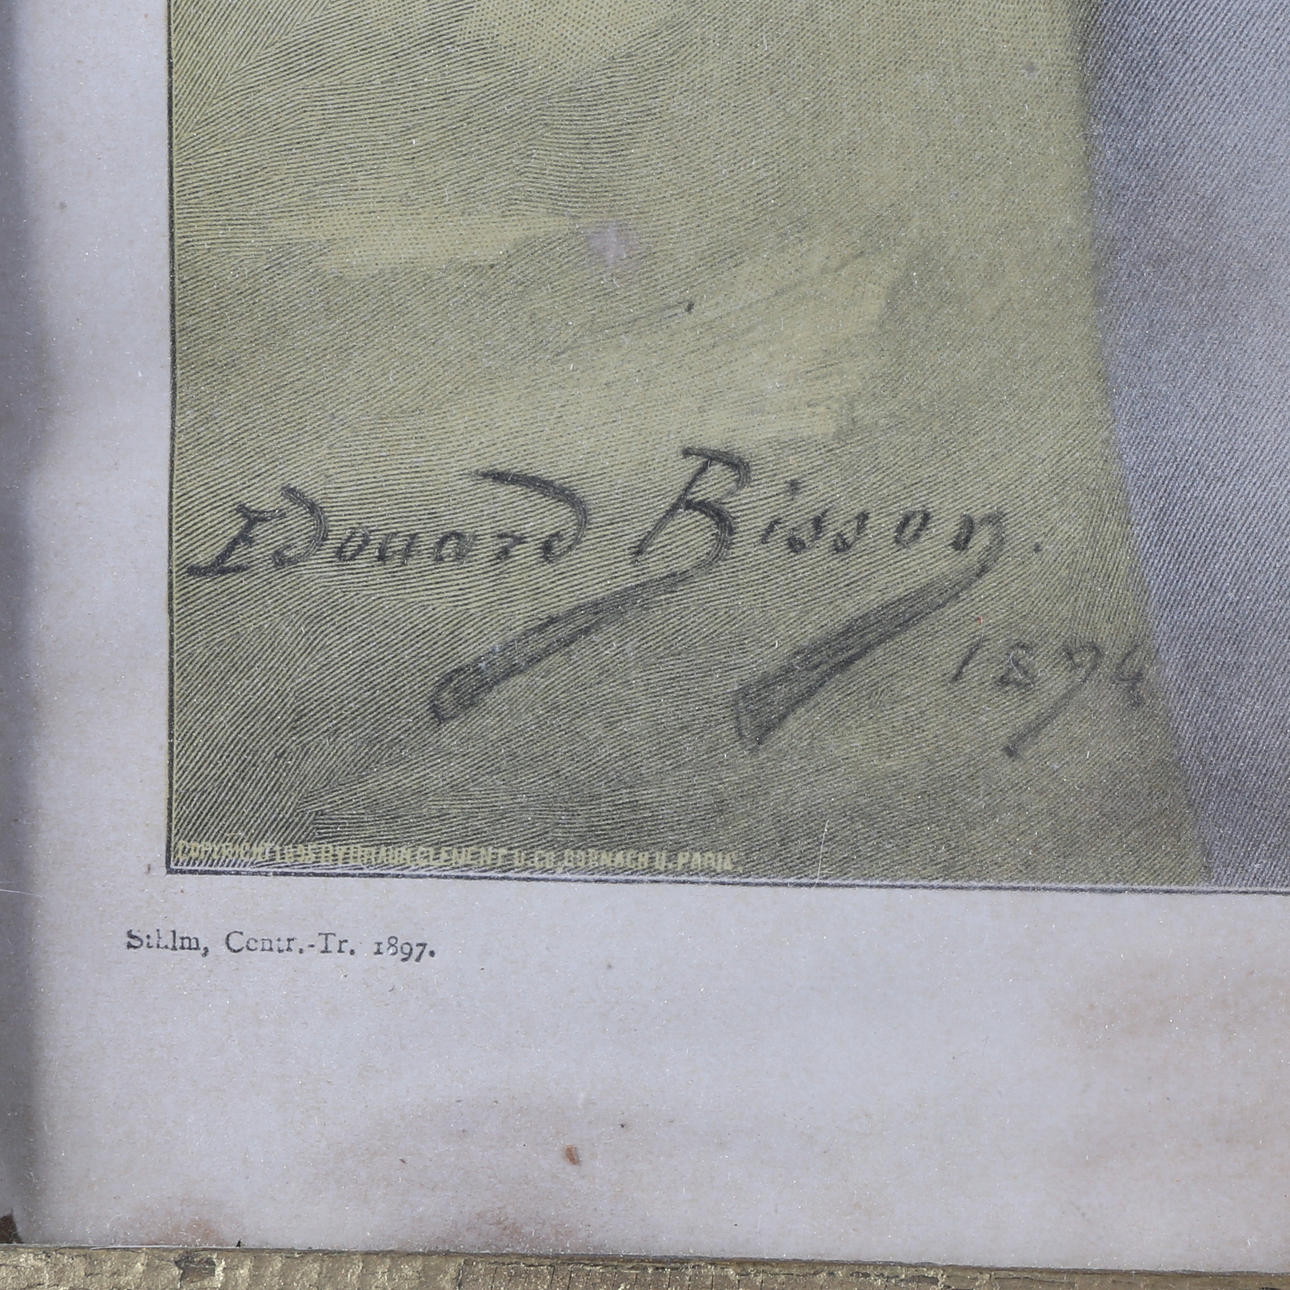 Edouard Bisson.
1894
COPYRIGHT 1895 BY BRAUN CLEMENT U. CO. DORNACH U. PARIS
Sthlm, Centr.-Tr. 1897.